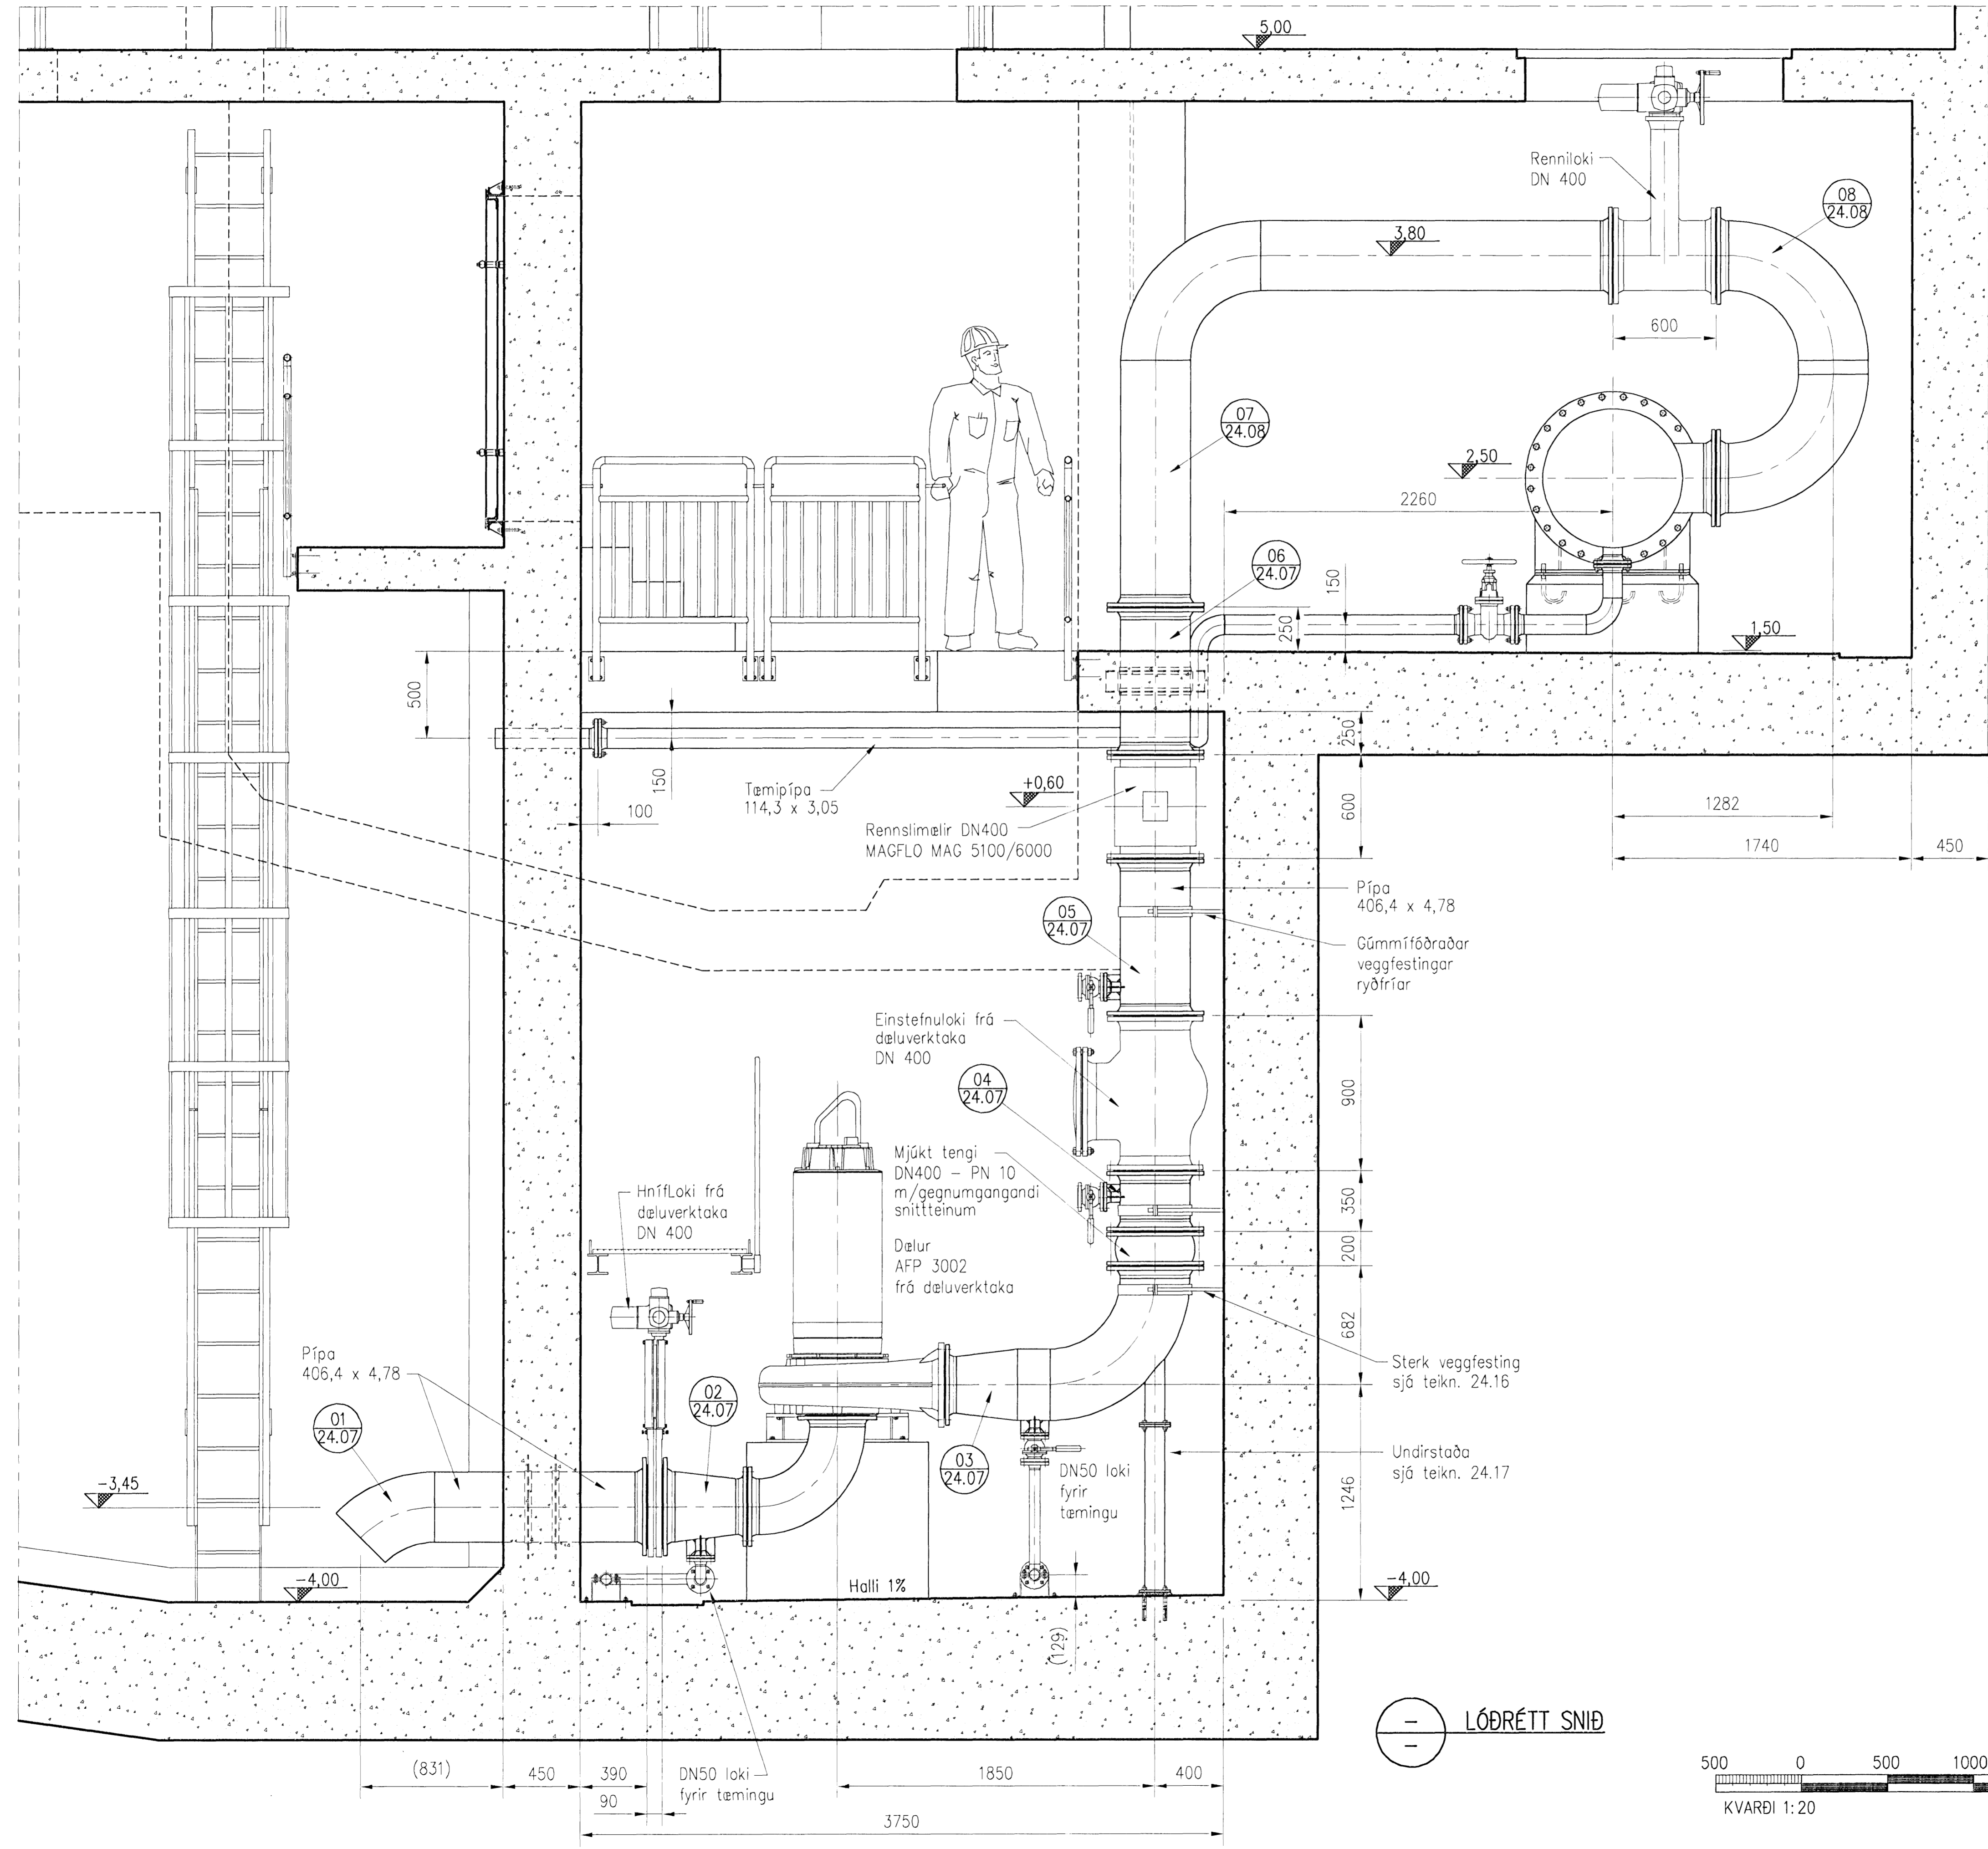 5,00
Renniloki
DN 400
08
24.08
3,80
600
07
24.08
2,50
2260
06
24.07
150
250
1,50
500
250
150
Tæmipípa
114,3 x 3,05
100
+0,60
Rennslimælir DN400
MAGFLO MAG 5100/6000
600
1282
1740
450
Pípa
406,4 x 4,78
05
24.07
Gúmmífóðraðar
veggfestingar
ryðfríar
Einstefnuloki frá
dæluverktaka
DN 400
04
24.07
900
Mjúkt tengi
DN400 – PN 10
m/gegnumgangandi
snittteinum
HnífLoki frá
dæluverktaka
DN 400
350
200
Dælur
AFP 3002
frá dæluverktaka
682
Pípa
406,4 x 4,78
Sterk veggfesting
sjá teikn. 24.16
01
24.07
02
24.07
03
24.07
DN50 loki
fyrir
tæmingu
Undirstaða
sjá teikn. 24.17
1246
-3,45
-4,00
Halli 1%
-4,00
(129)
LÓÐRÉTT SNIÐ
(831)
450
390
90
DN50 loki
fyrir tæmingu
1850
400
3750
500 0 500 1000
KVARÐI 1:20